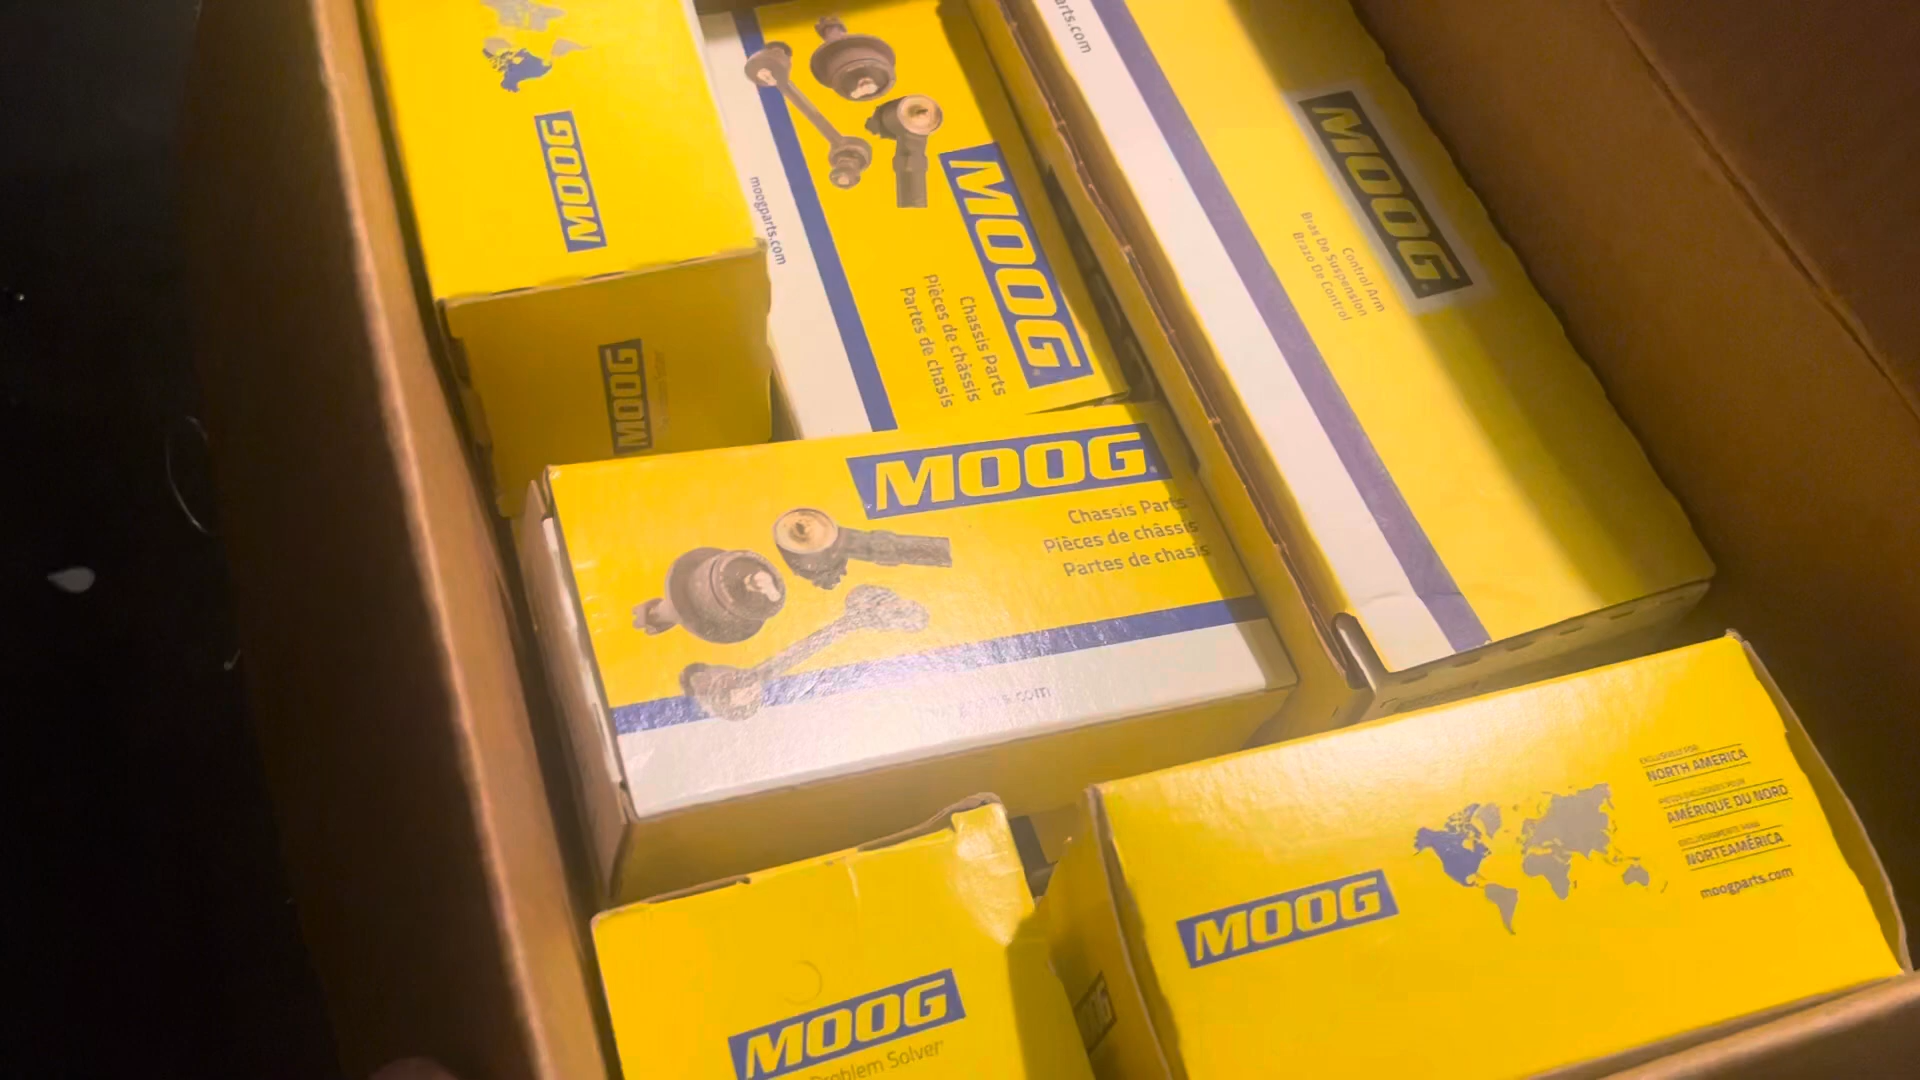 MOOG
MOOG
moogparts.com
MOOG
Chassis Parts
Pièces de châssis
Partes de chasis
MOOG
Control Arm
Bras De Suspension
Brazo De Control
MOOG
Chassis Parts
Pièces de châssis
Partes de chasis
MOOG
Problem Solver
MOOG
EXCLUSIVELY FOR
NORTH AMERICA
AMÉRIQUE DU NORD
NORTEAMÉRICA
moogparts.com